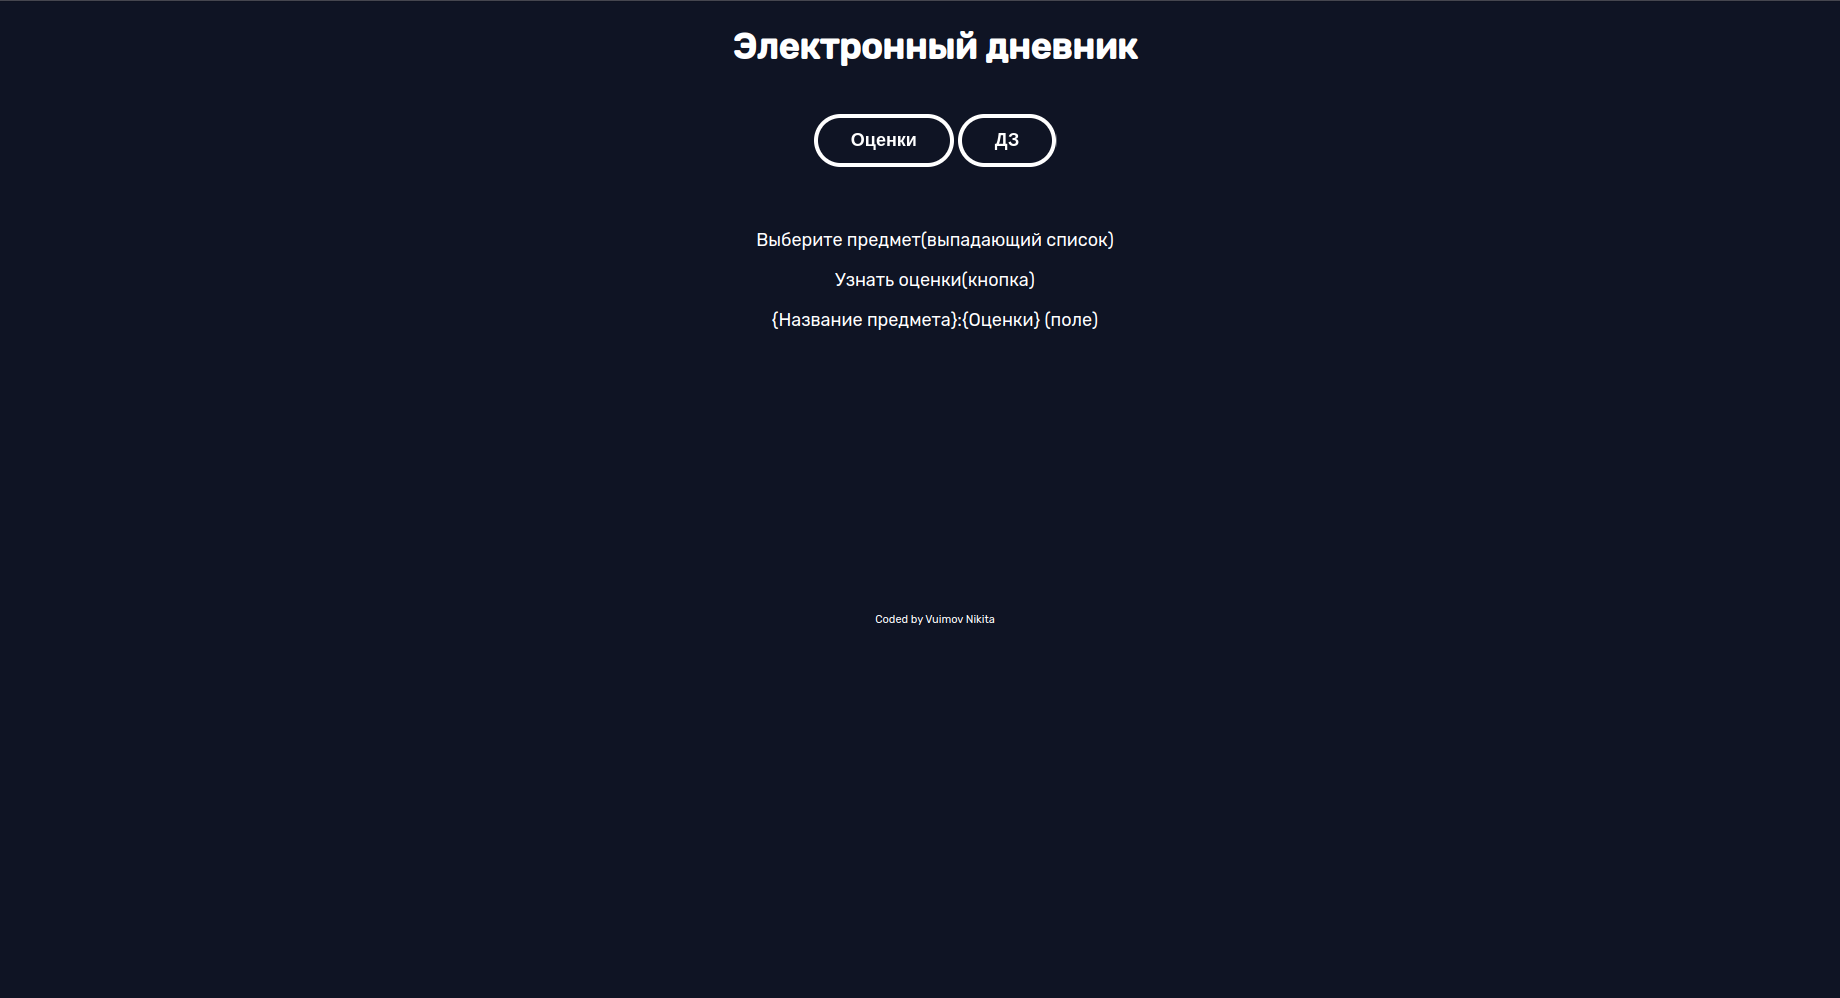 Электронный дневник
Оценки ДЗ
Выберите предмет(выпадающий список)
Узнать оценки(кнопка)
{Название предмета}:{Оценки} (поле)
Coded by Vuimov Nikita